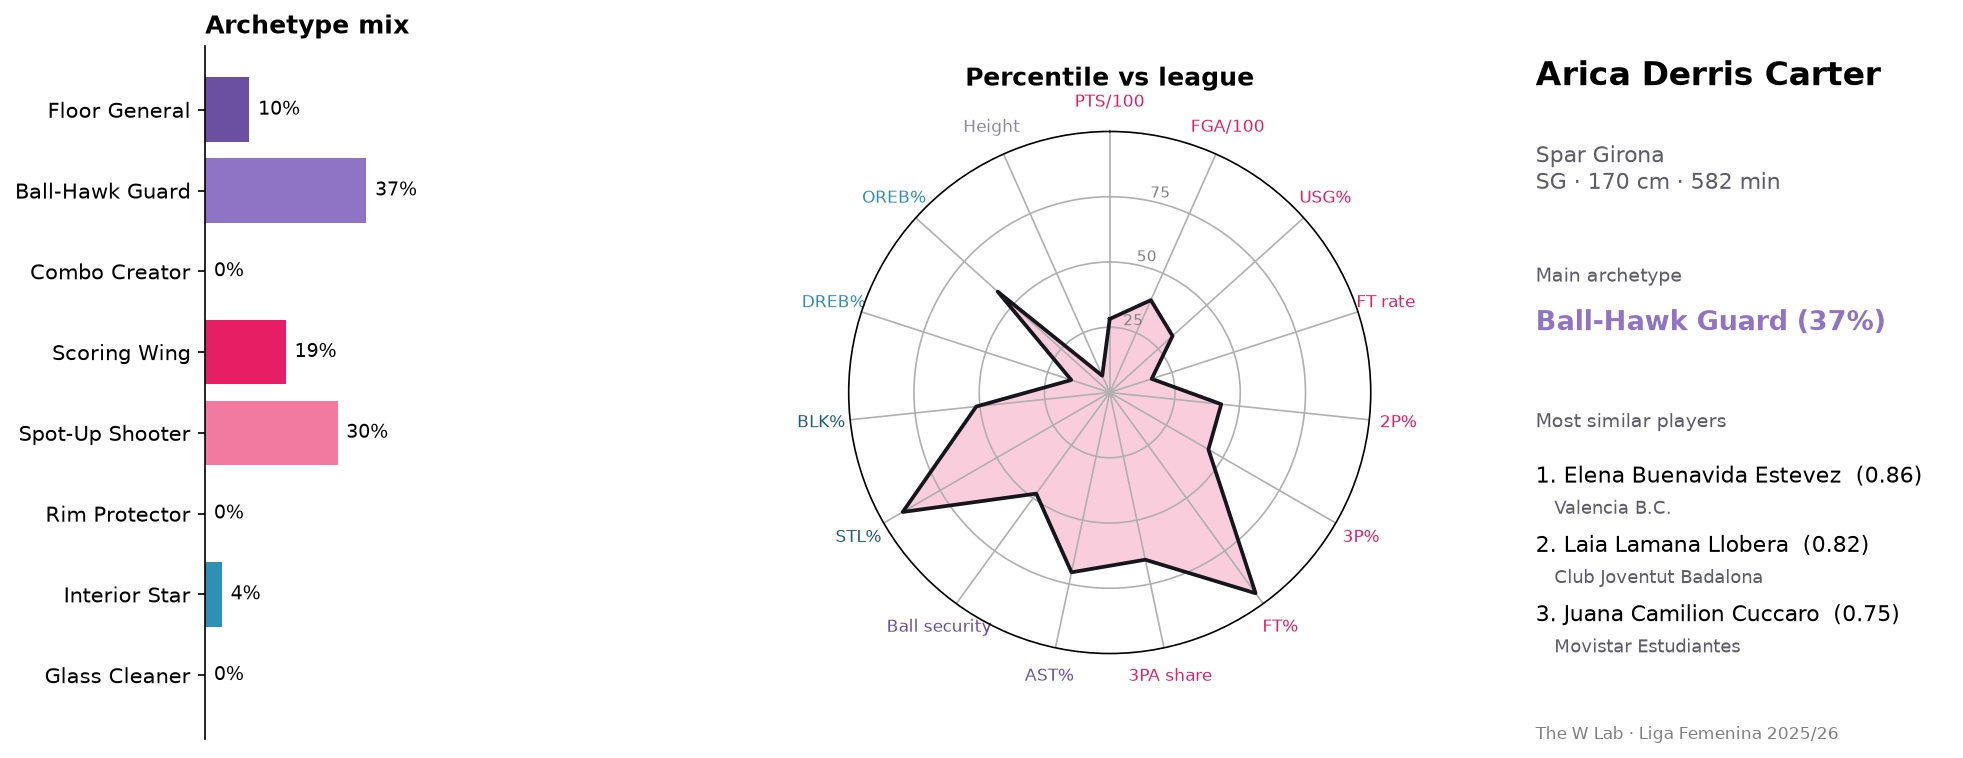 Archetype mix
Floor General
10%
Ball-Hawk Guard
37%
Combo Creator
0%
Scoring Wing
19%
Spot-Up Shooter
30%
Rim Protector
0%
Interior Star
4%
Glass Cleaner
0%
Percentile vs league
PTS/100
FGA/100
USG%
FT rate
2P%
3P%
FT%
3PA share
AST%
Ball security
STL%
BLK%
DREB%
OREB%
Height
75
50
25
Arica Derris Carter
Spar Girona
SG · 170 cm · 582 min
Main archetype
Ball-Hawk Guard (37%)
Most similar players
1. Elena Buenavida Estevez (0.86)
Valencia B.C.
2. Laia Lamana Llobera (0.82)
Club Joventut Badalona
3. Juana Camilion Cuccaro (0.75)
Movistar Estudiantes
The W Lab · Liga Femenina 2025/26